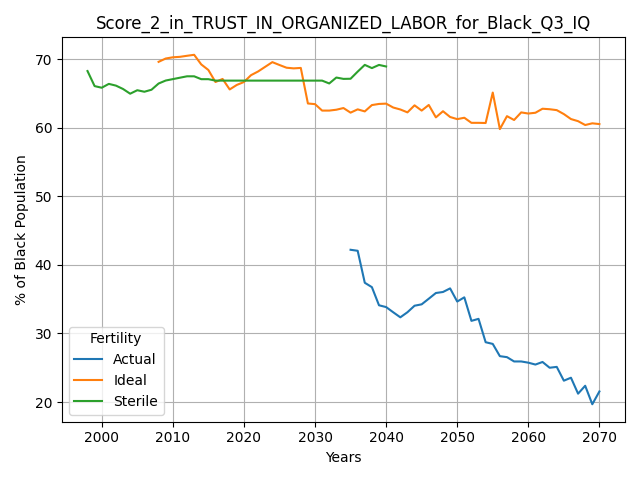 Score_2_in_TRUST_IN_ORGANIZED_LABOR_for_Black_Q3_IQ
% of Black Population
70
60
50
40
30
20
Fertility
Actual
Ideal
Sterile
2000 2010 2020 2030 2040 2050 2060 2070
Years